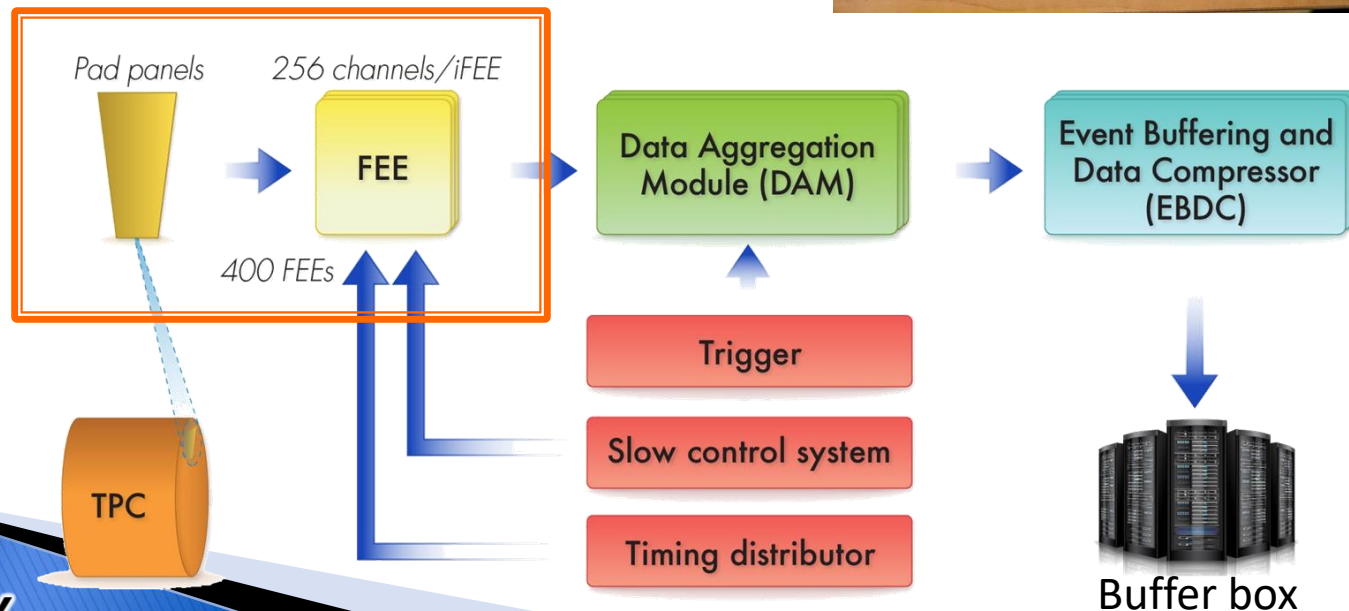 Pad panels
256 channels/iFEE
FEE
400 FEEs
Data Aggregation
Module (DAM)
Event Buffering and
Data Compressor
(EBDC)
Trigger
Slow control system
Timing distributor
TPC
Buffer box